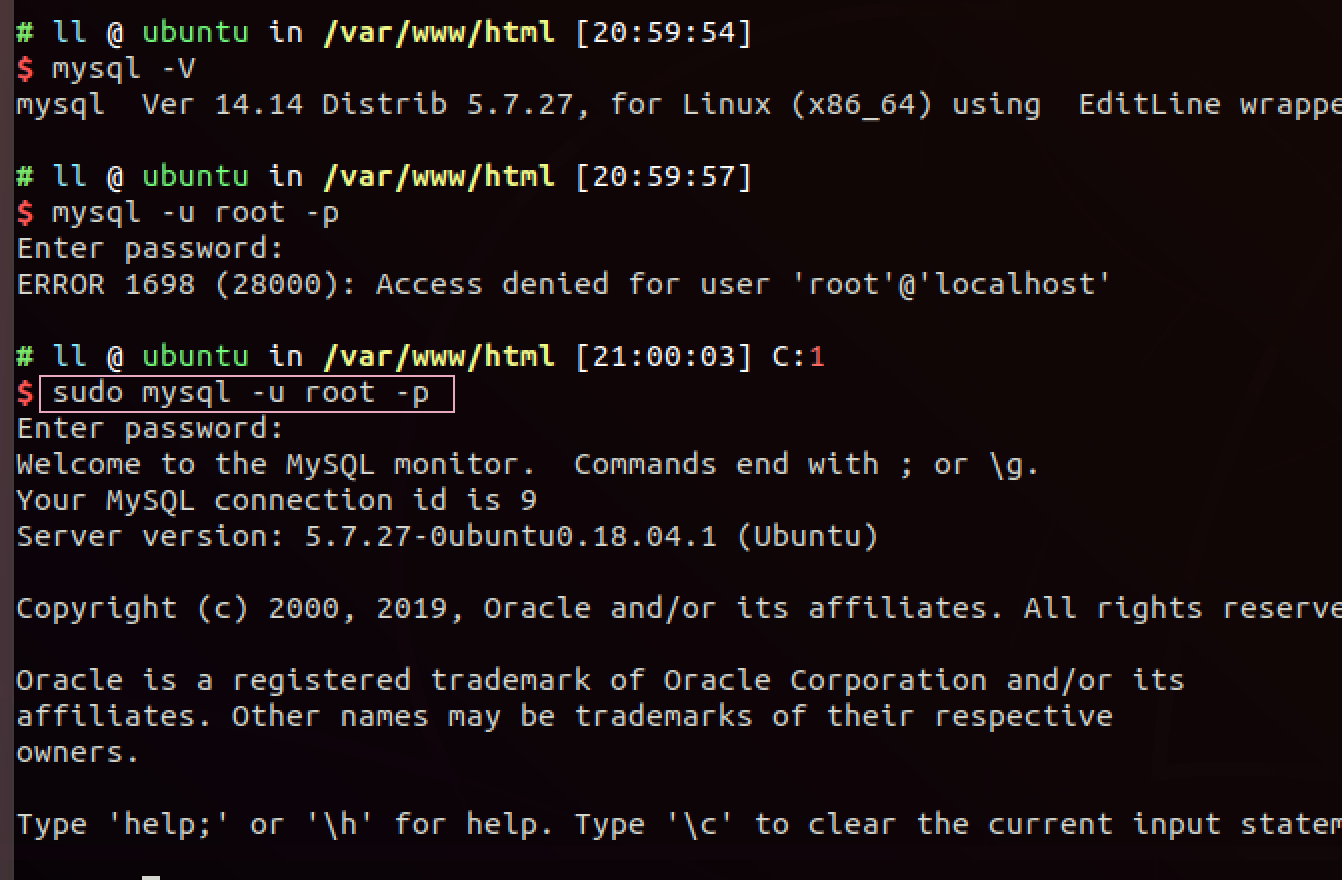 # ll @ ubuntu in /var/www/html [20:59:54]
$ mysql -V
mysql  Ver 14.14 Distrib 5.7.27, for Linux (x86_64) using  EditLine wrappe
# ll @ ubuntu in /var/www/html [20:59:57]
$ mysql -u root -p
Enter password:
ERROR 1698 (28000): Access denied for user 'root'@'localhost'
# ll @ ubuntu in /var/www/html [21:00:03] C:1
$ sudo mysql -u root -p
Enter password:
Welcome to the MySQL monitor.  Commands end with ; or \g.
Your MySQL connection id is 9
Server version: 5.7.27-0ubuntu0.18.04.1 (Ubuntu)
Copyright (c) 2000, 2019, Oracle and/or its affiliates. All rights reserve
Oracle is a registered trademark of Oracle Corporation and/or its
affiliates. Other names may be trademarks of their respective
owners.
Type 'help;' or '\h' for help. Type '\c' to clear the current input statem